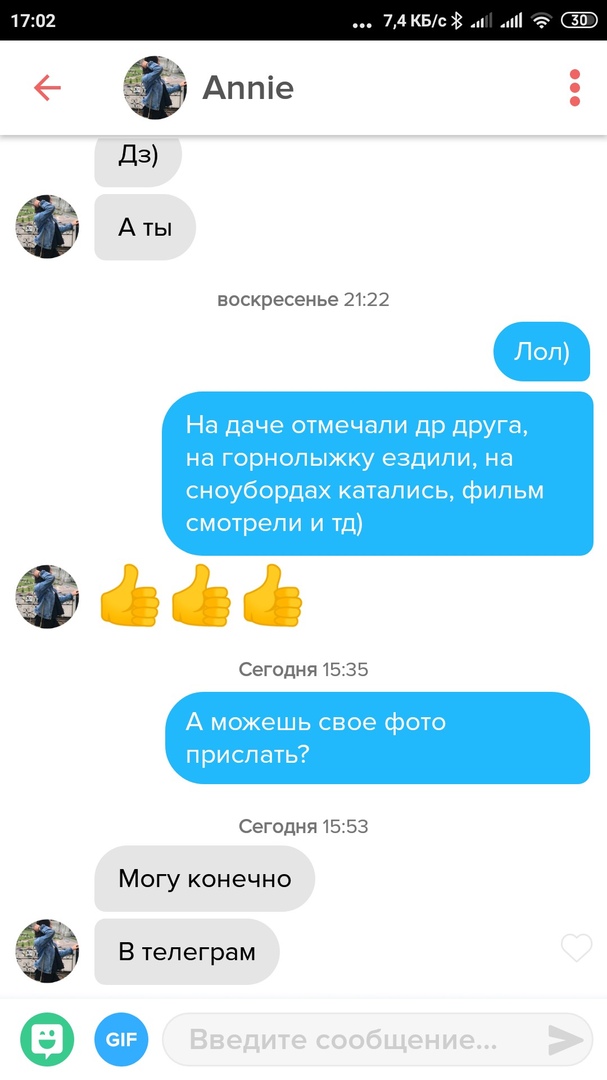 17:02
... 7,4 КБ/с 30
Annie
Дз)
А ты
воскресенье 21:22
Лол)
На даче отмечали др друга,
на горнолыжку ездили, на
сноубордах катались, фильм
смотрели и тд)
Сегодня 15:35
А можешь свое фото
прислать?
Сегодня 15:53
Могу конечно
В телеграм
GIF
Введите сообщение...